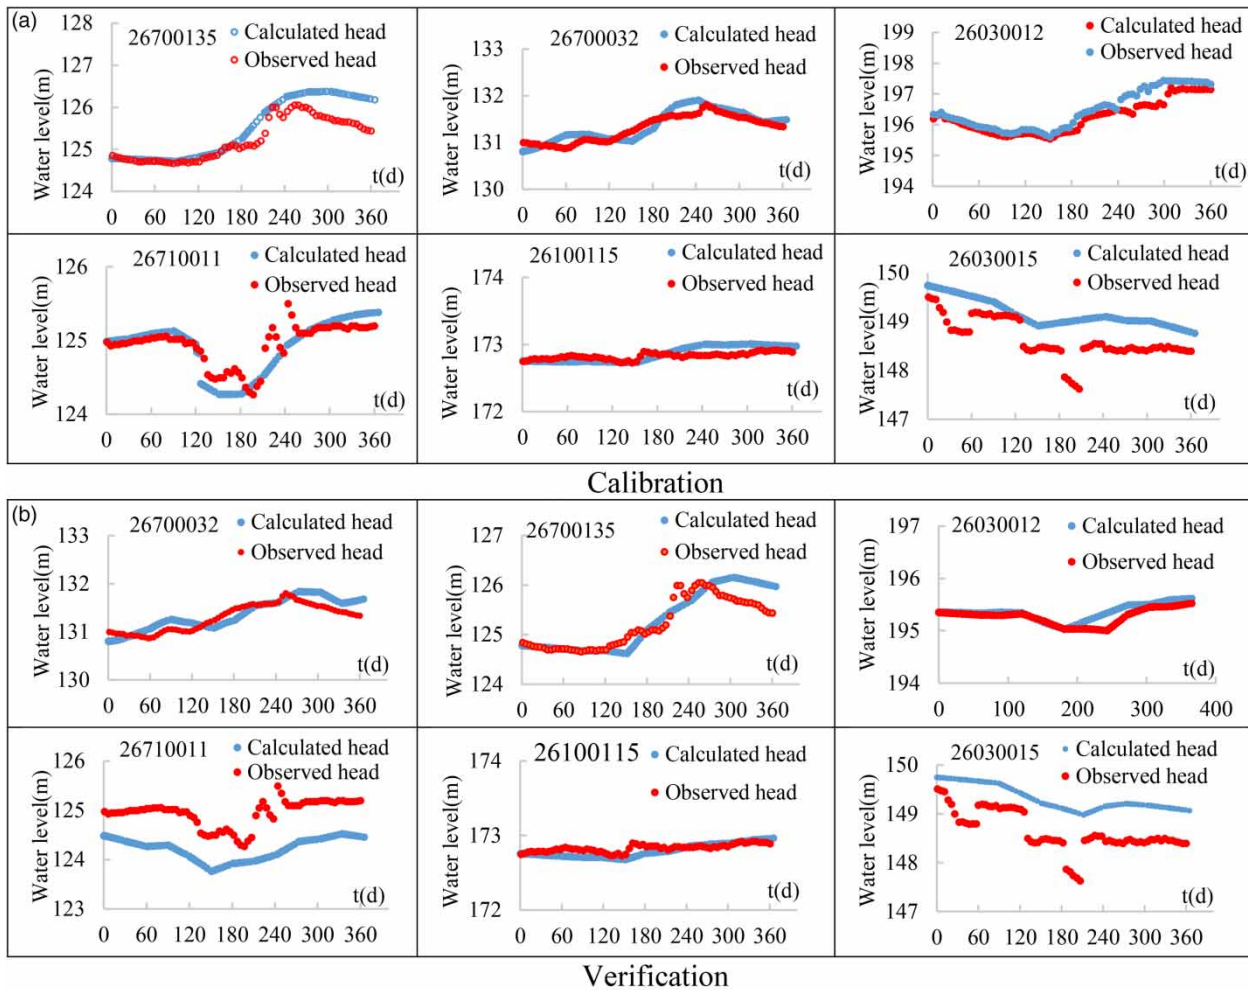 (a)
26700135
Calculated head
Observed head
Water level(m)
128
127
126
125
124
t(d)
0 60 120 180 240 300 360
26700032
Calculated head
Observed head
Water level(m)
133
132
131
130
t(d)
0 60 120 180 240 300 360
26030012
Observed head
Calculated head
Water level(m)
199
198
197
196
195
194
t(d)
0 60 120 180 240 300 360
26710011
Calculated head
Observed head
Water level(m)
126
125
124
t(d)
0 60 120 180 240 300 360
26100115
Calculated head
Observed head
Water level(m)
174
173
172
t(d)
0 60 120 180 240 300 360
26030015
Calculated head
Observed head
Water level(m)
150
149
148
147
t(d)
0 60 120 180 240 300 360
Calibration
(b)
26700032
Calculated head
Observed head
Water level(m)
133
132
131
130
t(d)
0 60 120 180 240 300 360
26700135
Calculated head
Observed head
Water level(m)
127
126
125
124
t(d)
0 60 120 180 240 300 360
26030012
Calculated head
Observed head
Water level(m)
197
196
195
194
t(d)
0 100 200 300 400
26710011
Calculated head
Observed head
Water level(m)
126
125
124
123
t(d)
0 60 120 180 240 300 360
26100115
Calculated head
Observed head
Water level(m)
174
173
172
t(d)
0 60 120 180 240 300 360
26030015
Calculated head
Observed head
Water level(m)
150
149
148
147
t(d)
0 60 120 180 240 300 360
Verification